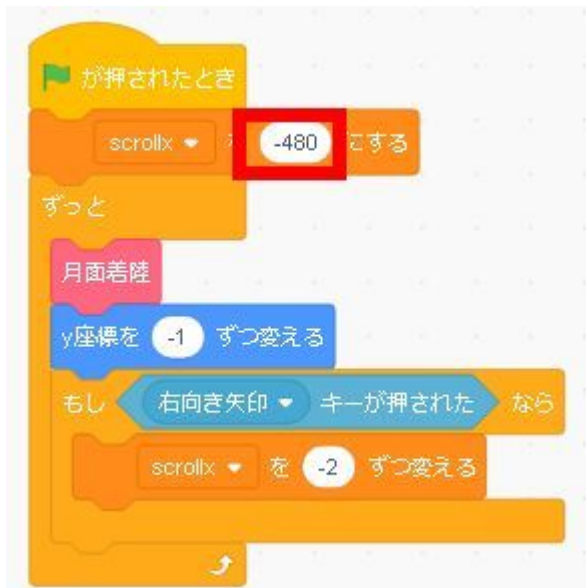 が押されたとき
scrollx を -480 にする
ずっと
月面着陸
y座標を -1 ずつ変える
もし 右向き矢印 キーが押された なら
scrollx を -2 ずつ変える